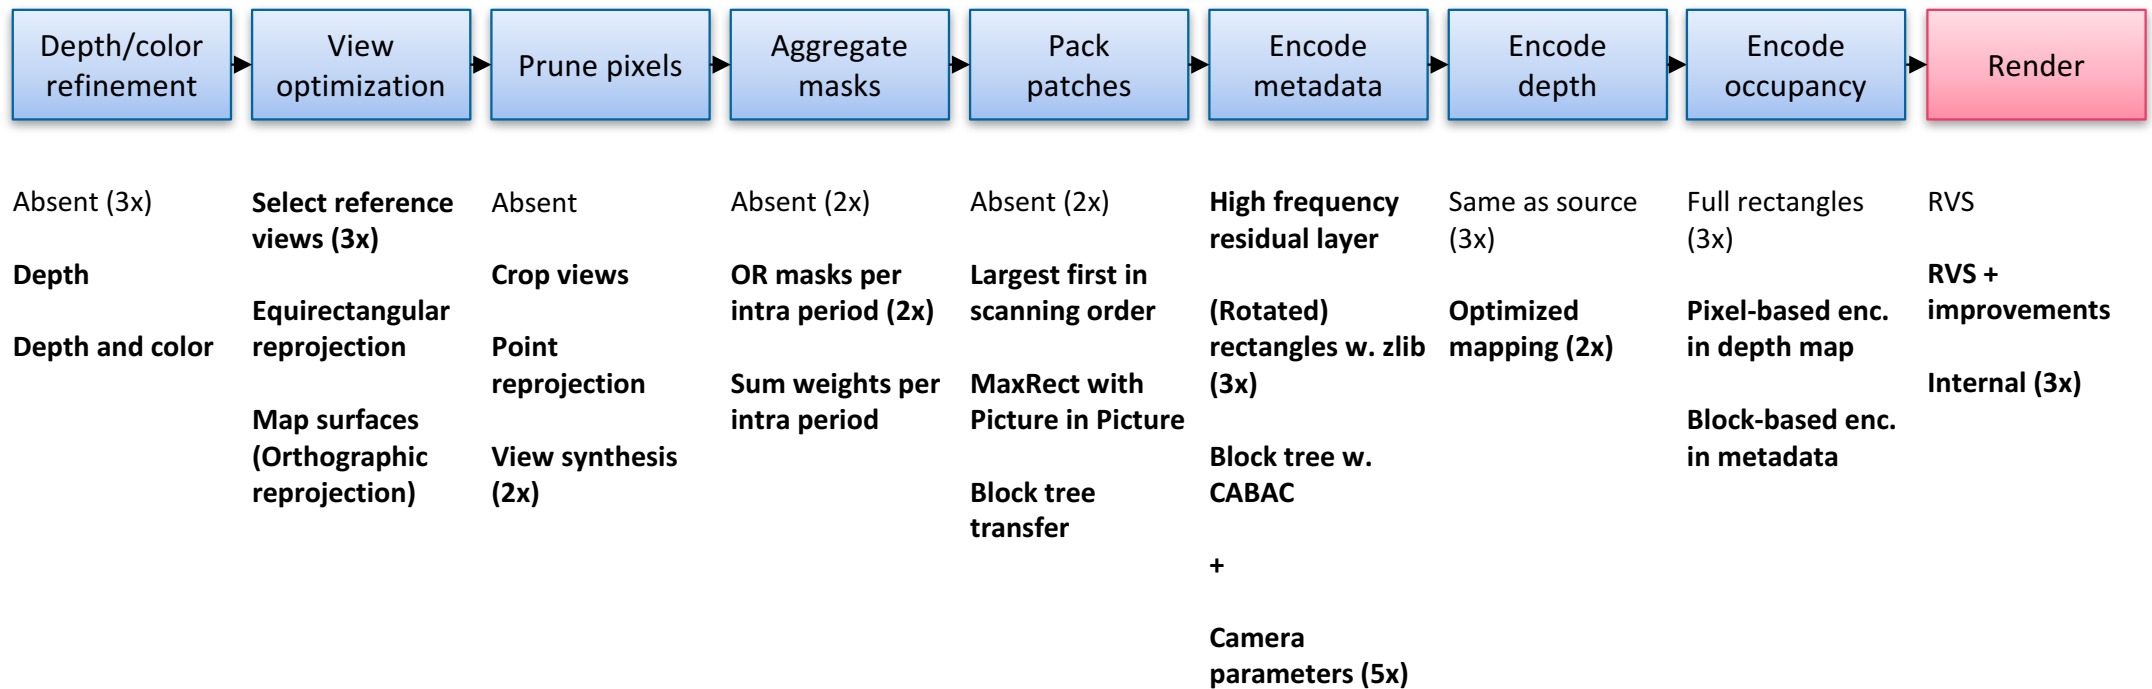 Depth/color
refinement
View
optimization
Prune pixels
Aggregate
masks
Pack
patches
Encode
metadata
Encode
depth
Encode
occupancy
Render
Absent (3x)
Depth
Depth and color
Select reference
views (3x)
Equirectangular
reprojection
Map surfaces
(Orthographic
reprojection)
Absent
Crop views
Point
reprojection
View synthesis
(2x)
Absent (2x)
OR masks per
intra period (2x)
Sum weights per
intra period
Absent (2x)
Largest first in
scanning order
MaxRect with
Picture in Picture
Block tree
transfer
High frequency
residual layer
(Rotated)
rectangles w. zlib
(3x)
Block tree w.
CABAC
+
Camera
parameters (5x)
Same as source
(3x)
Optimized
mapping (2x)
Full rectangles
(3x)
Pixel-based enc.
in depth map
Block-based enc.
in metadata
RVS
RVS +
improvements
Internal (3x)